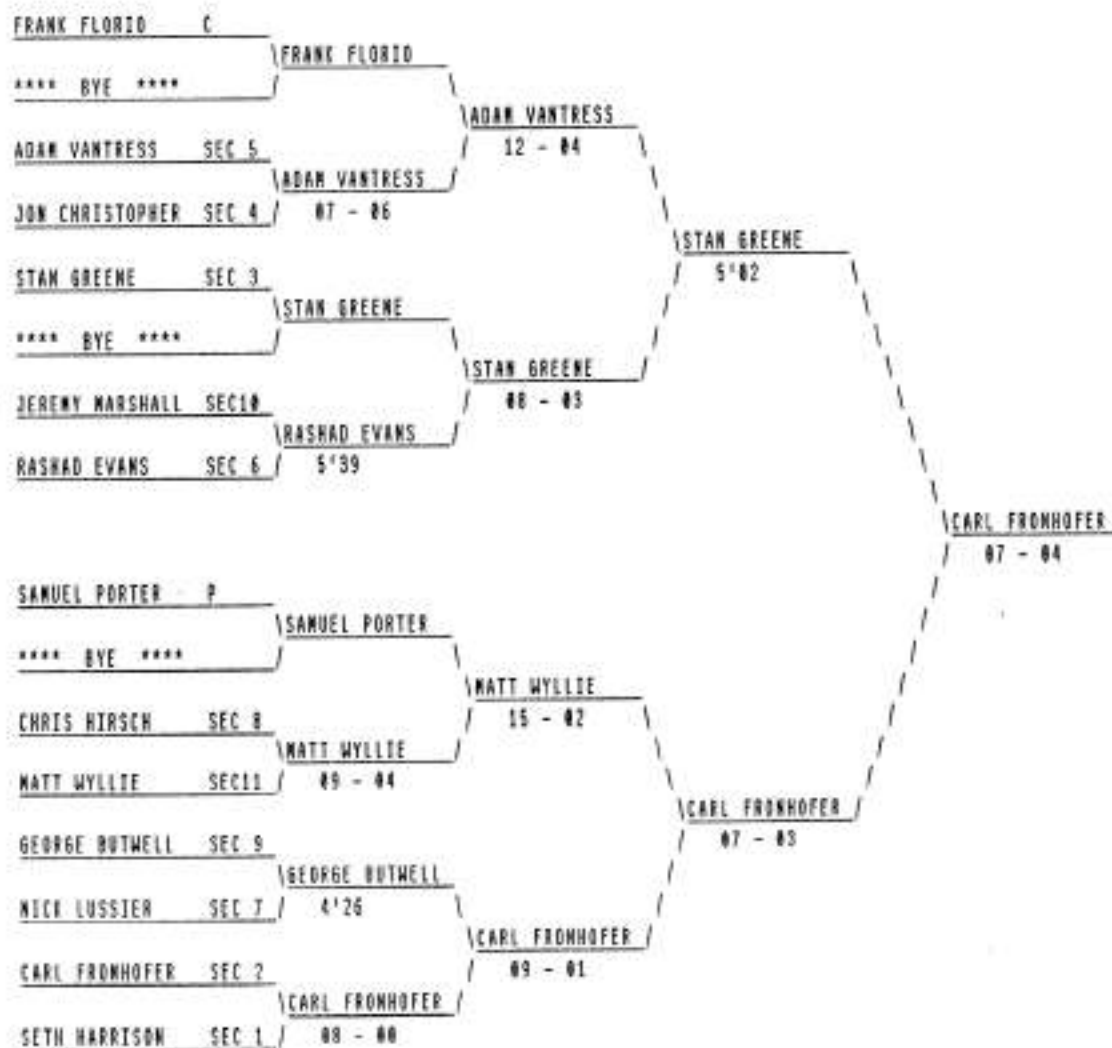 FRANK FLORIO C
FRANK FLORIO
**** BYE ****
ADAM VANTRESS
12 - 04
ADAM VANTRESS SEC 5
ADAM VANTRESS
07 - 06
JON CHRISTOPHER SEC 4
STAN GREENE
5'02
STAN GREENE SEC 3
STAN GREENE
**** BYE ****
STAN GREENE
08 - 03
JEREMY MARSHALL SEC10
RASHAD EVANS
5'39
RASHAD EVANS SEC 6
CARL FRONHOFER
07 - 04
SAMUEL PORTER P
SAMUEL PORTER
**** BYE ****
MATT WYLLIE
15 - 02
CHRIS HIRSCH SEC 8
MATT WYLLIE
09 - 04
MATT WYLLIE SEC11
CARL FRONHOFER
07 - 03
GEORGE BUTWELL SEC 9
GEORGE BUTWELL
4'26
NICK LUSSIER SEC 7
CARL FRONHOFER
09 - 01
CARL FRONHOFER SEC 2
CARL FRONHOFER
08 - 00
SETH HARRISON SEC 1